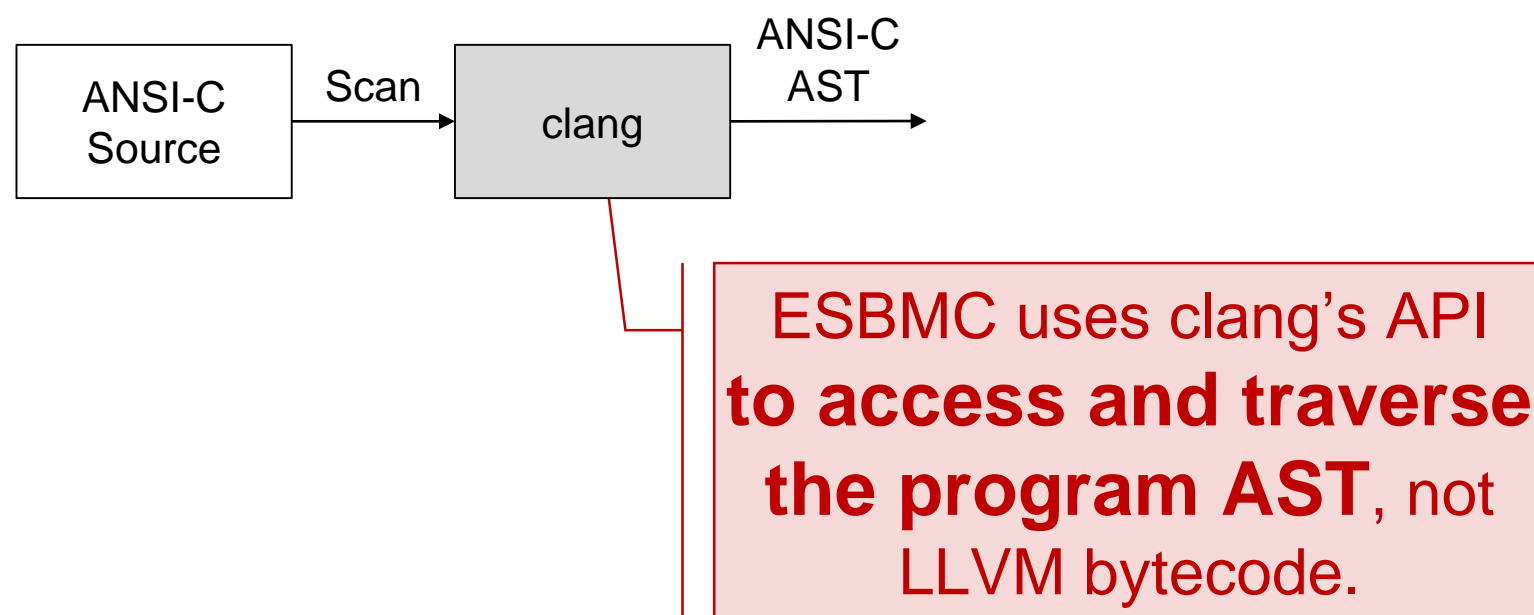 ANSI-C
Source
Scan
clang
ANSI-C
AST
ESBMC uses clang’s API
to access and traverse
the program AST, not
LLVM bytecode.